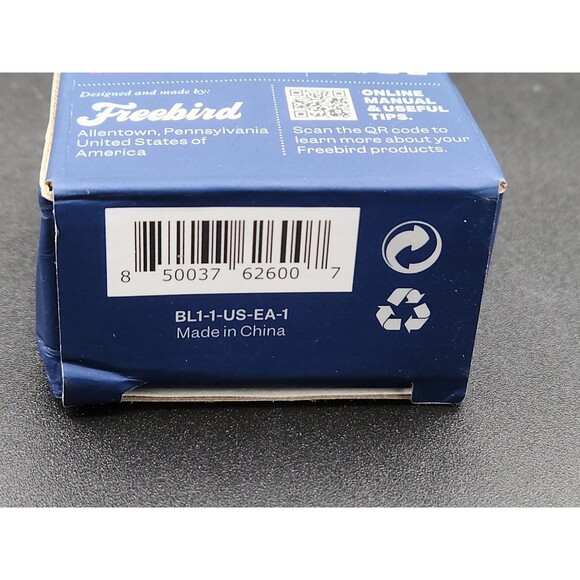 Designed and made by:
Freebird
Allentown, Pennsylvania
United States of
America
ONLINE
MANUAL
& USEFUL
TIPS.
Scan the QR code to
learn more about your
Freebird products.
8 50037 62600 7
BL1-1-US-EA-1
Made in China